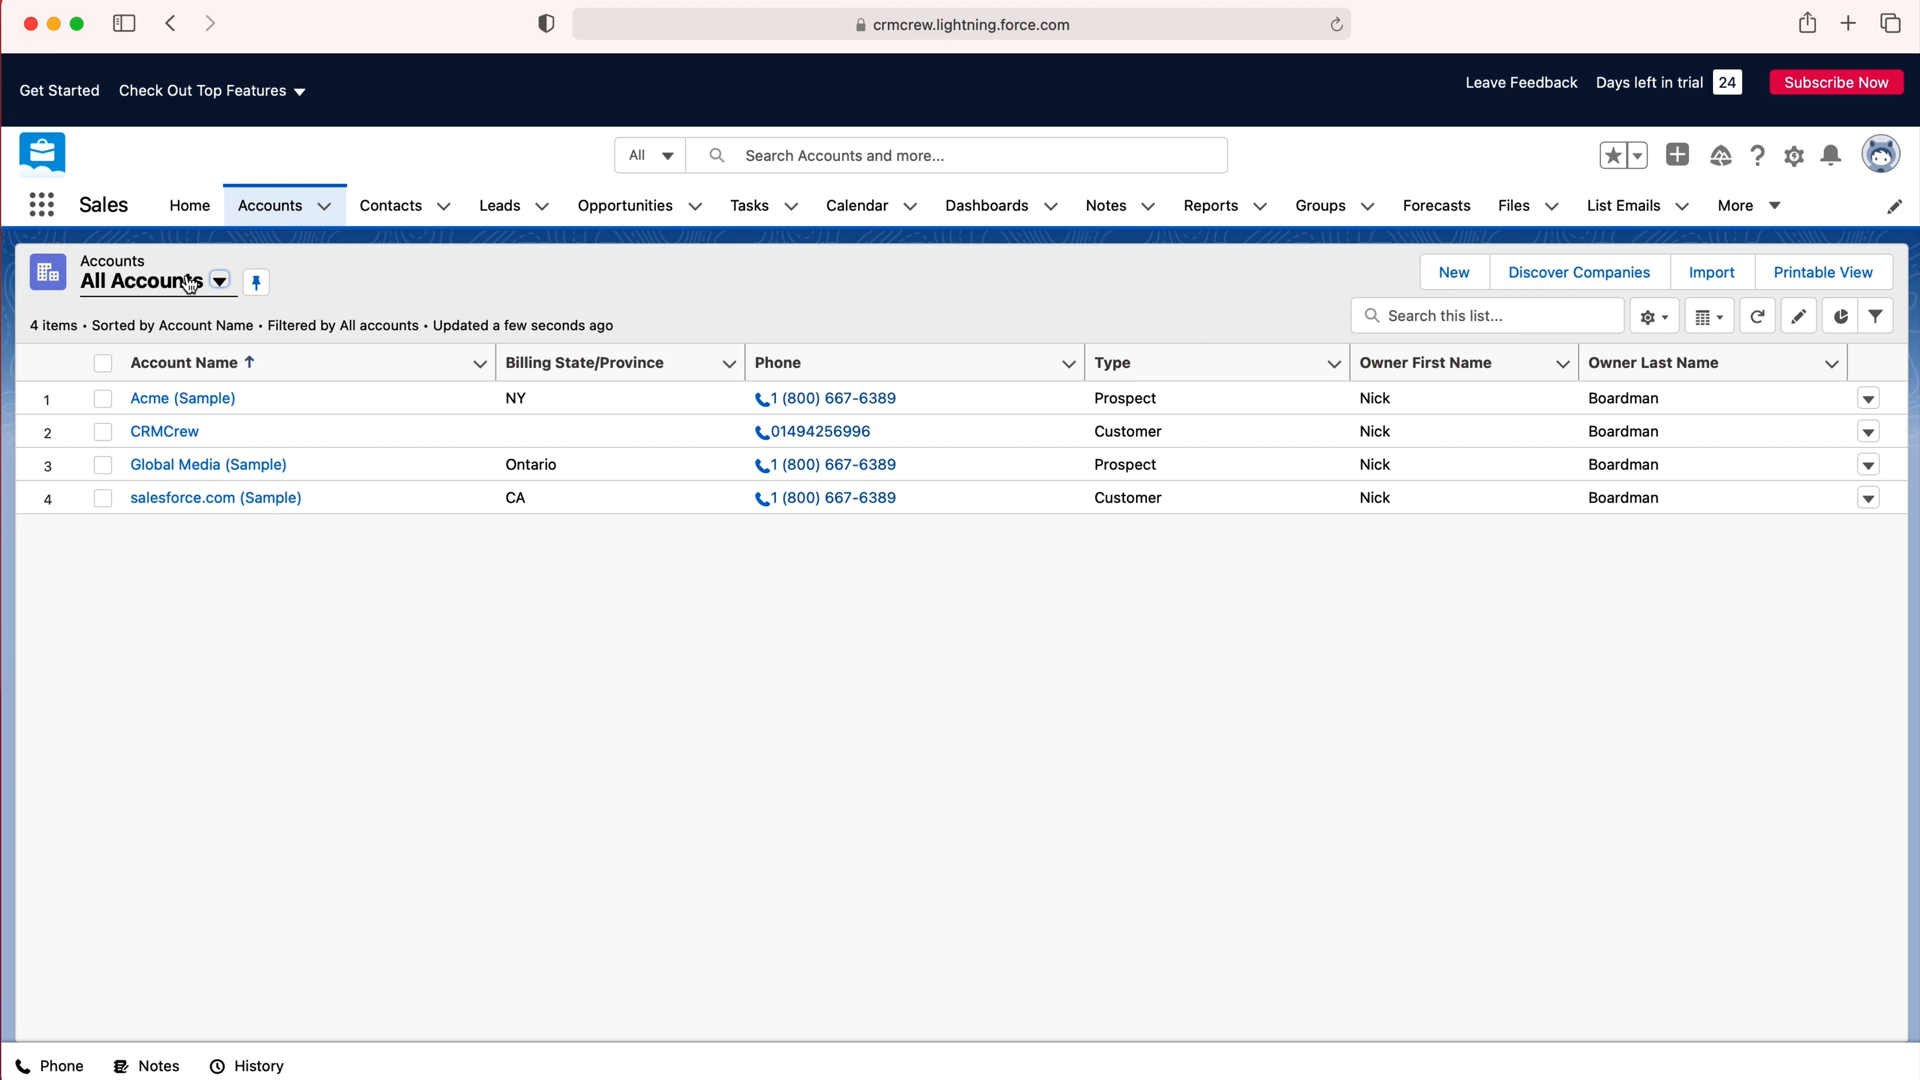 crmcrew.lightning.force.com
Get Started Check Out Top Features Leave Feedback Days left in trial 24 Subscribe Now
All Search Accounts and more...
Sales Home Accounts Contacts Leads Opportunities Tasks Calendar Dashboards Notes Reports Groups Forecasts Files List Emails More
Accounts
All Accounts
New Discover Companies Import Printable View
4 items • Sorted by Account Name • Filtered by All accounts • Updated a few seconds ago
Search this list...
Account Name Billing State/Province Phone Type Owner First Name Owner Last Name
1 Acme (Sample) NY 1 (800) 667-6389 Prospect Nick Boardman
2 CRMCrew 01494256996 Customer Nick Boardman
3 Global Media (Sample) Ontario 1 (800) 667-6389 Prospect Nick Boardman
4 salesforce.com (Sample) CA 1 (800) 667-6389 Customer Nick Boardman
Phone Notes History